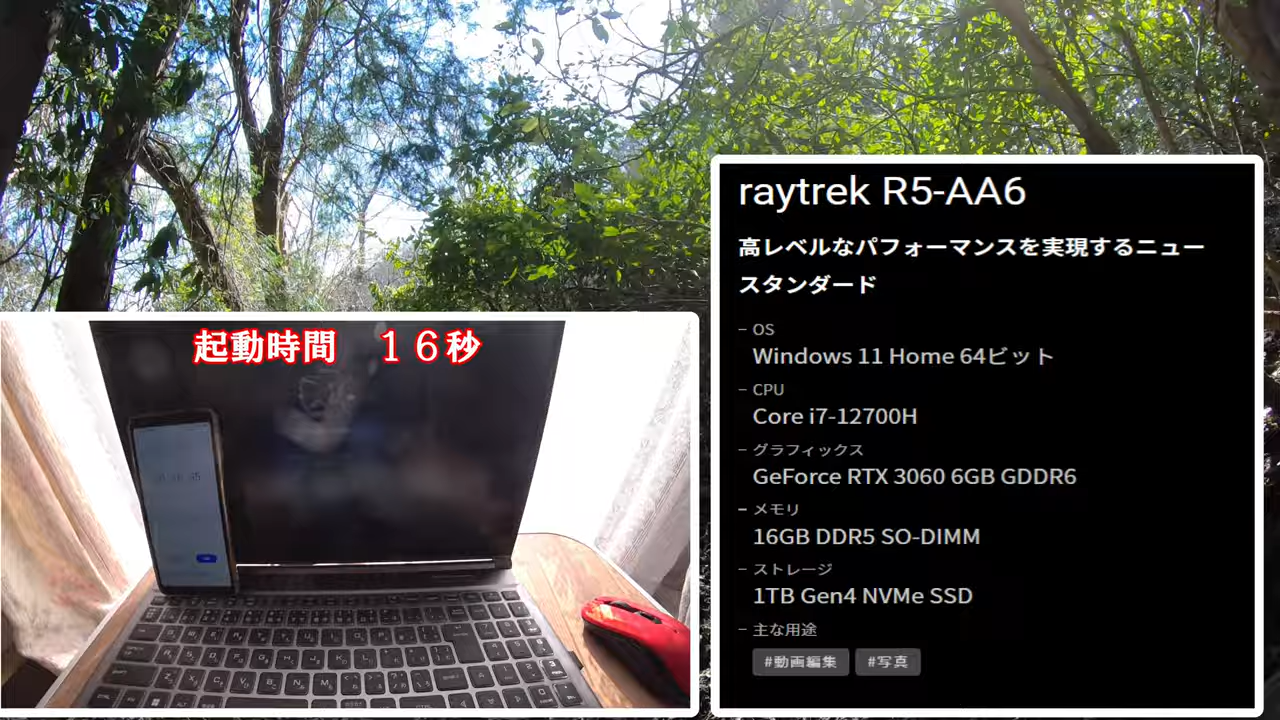 raytrek R5-AA6
高レベルなパフォーマンスを実現するニュー
スタンダード
− OS
Windows 11 Home 64ビット
− CPU
Core i7-12700H
− グラフィックス
GeForce RTX 3060 6GB GDDR6
− メモリ
16GB DDR5 SO-DIMM
− ストレージ
1TB Gen4 NVMe SSD
− 主な用途
#動画編集 #写真
起動時間　１６秒